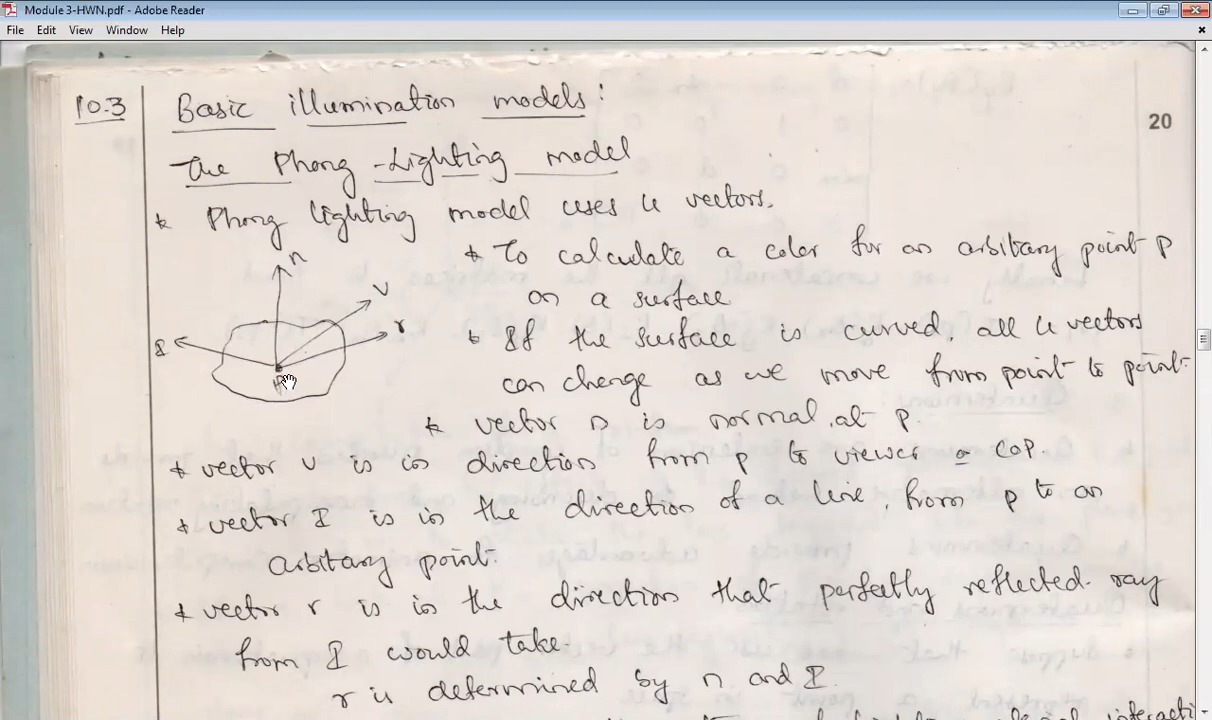 Module 3-HWN.pdf - Adobe Reader
File Edit View Window Help
20
10.3 Basic illumination models:
The Phong-Lighting model
* Phong lighting model uses 4 vectors.
* To calculate a color for an arbitary point P
on a surface
* If the surface is curved, all 4 vectors
can change as we move from point to point.
* vector n is normal at P.
n
v
r
l
* vector v is in direction from p to viewer or COP.
* vector I is in the direction of a line, from p to an
arbitary point.
* vector r is in the direction that perfectly reflected ray
from I would take.
r is determined by n and I.